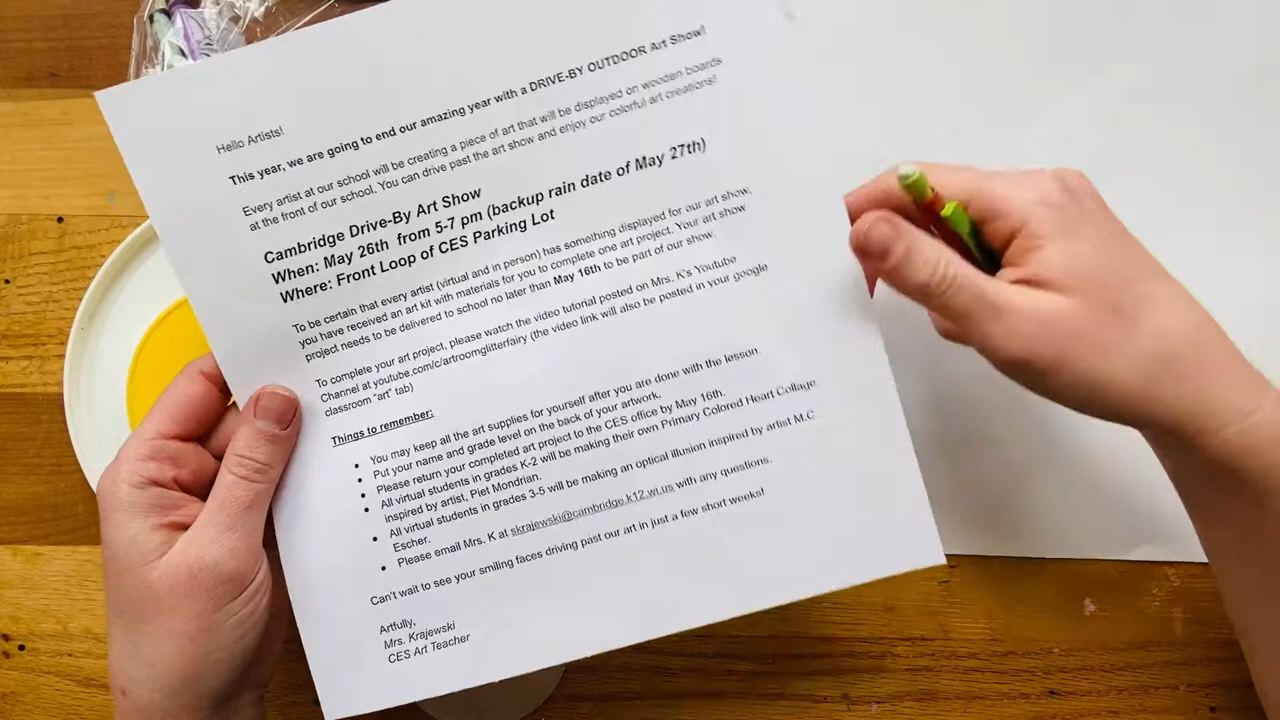 Hello Artists!
This year, we are going to end our amazing year with a DRIVE-BY OUTDOOR Art Show!
Every artist at our school will be creating a piece of art that will be displayed on wooden boards
at the front of our school. You can drive past the art show and enjoy our colorful art creations!
Cambridge Drive-By Art Show
When: May 26th from 5-7 pm (backup rain date of May 27th)
Where: Front Loop of CES Parking Lot
To be certain that every artist (virtual and in person) has something displayed for our art show,
you have received an art kit with materials for you to complete one art project. Your art show
project needs to be delivered to school no later than May 16th to be part of our show.
To complete your art project, please watch the video tutorial posted on Mrs. K's Youtube
Channel at youtube.com/c/artroomglitterfairy (the video link will also be posted in your google
classroom "art" tab)
Things to remember:
• You may keep all the art supplies for yourself after you are done with the lesson.
• Put your name and grade level on the back of your artwork.
• Please return your completed art project to the CES office by May 16th.
• All virtual students in grades K-2 will be making their own Primary Colored Heart Collage
inspired by artist, Piet Mondrian.
• All virtual students in grades 3-5 will be making an optical illusion inspired by artist M.C
Escher.
• Please email Mrs. K at skrajewski@cambridge.k12.wi.us with any questions.
Can't wait to see your smiling faces driving past our art in just a few short weeks!
Artfully,
Mrs. Krajewski
CES Art Teacher